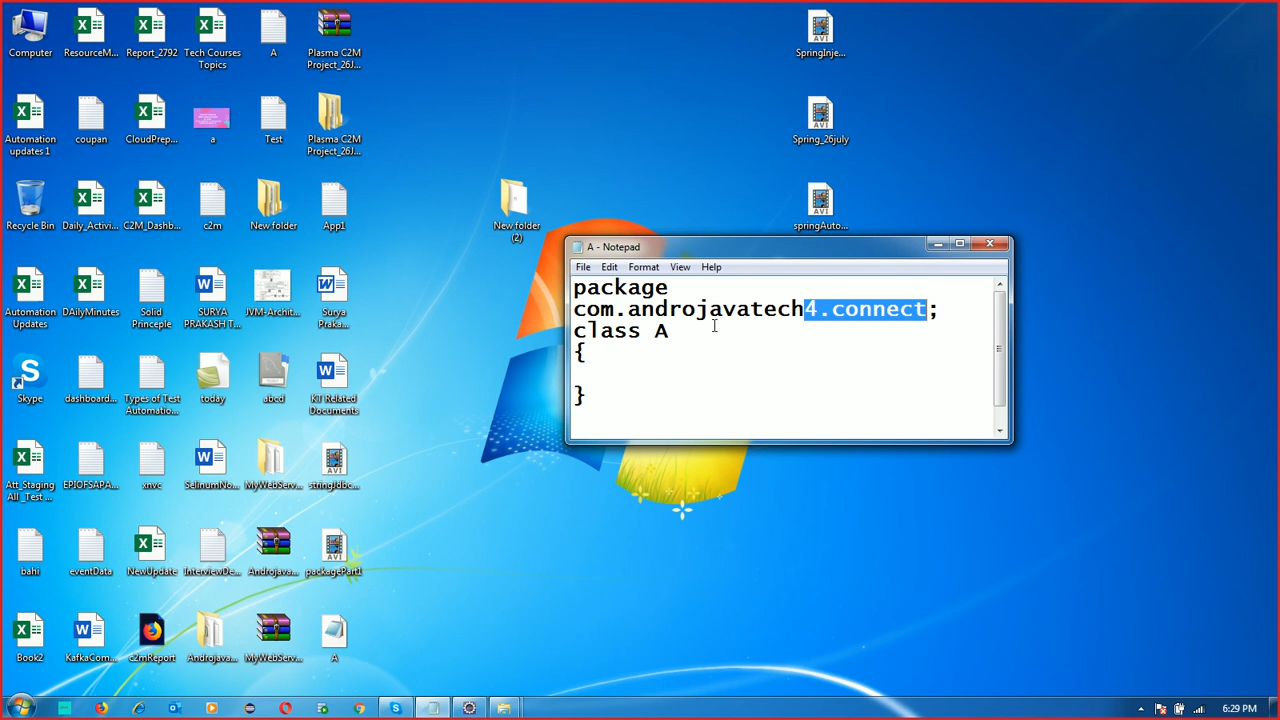 Computer
ResourceM...
Report_2792
Tech Courses
Topics
A
Plasma C2M
Project_26J...
SpringInje...
Automation
updates 1
coupan
CloudPrep...
a
Test
Plasma C2M
Project_26J...
Spring_26july
Recycle Bin
Daily_Activi...
C2M_Dashb...
c2m
New folder
App1
New folder
(2)
springAuto...
Automation
Updates
DAilyMinutes
Solid
Princeple
SURYA
PRAKASH T...
JVM-Archit...
Surya
Praka...
Skype
dashboard...
Types of Test
Automatio...
today
abcd
KT Related
Documents
Att_Staging
All _Test ...
EPIOFSAPA...
xnvc
SelinumNo...
MyWebServ...
stringJdbc...
bahi
eventData
NewUpdate
InterviewDe...
Androjava...
packagePart1
Book2
KafkaCom...
c2mReport
Androjava...
MyWebServ...
A
A - Notepad
File Edit Format View Help
package
com.androjavatech4.connect;
class A
{
}
6:29 PM